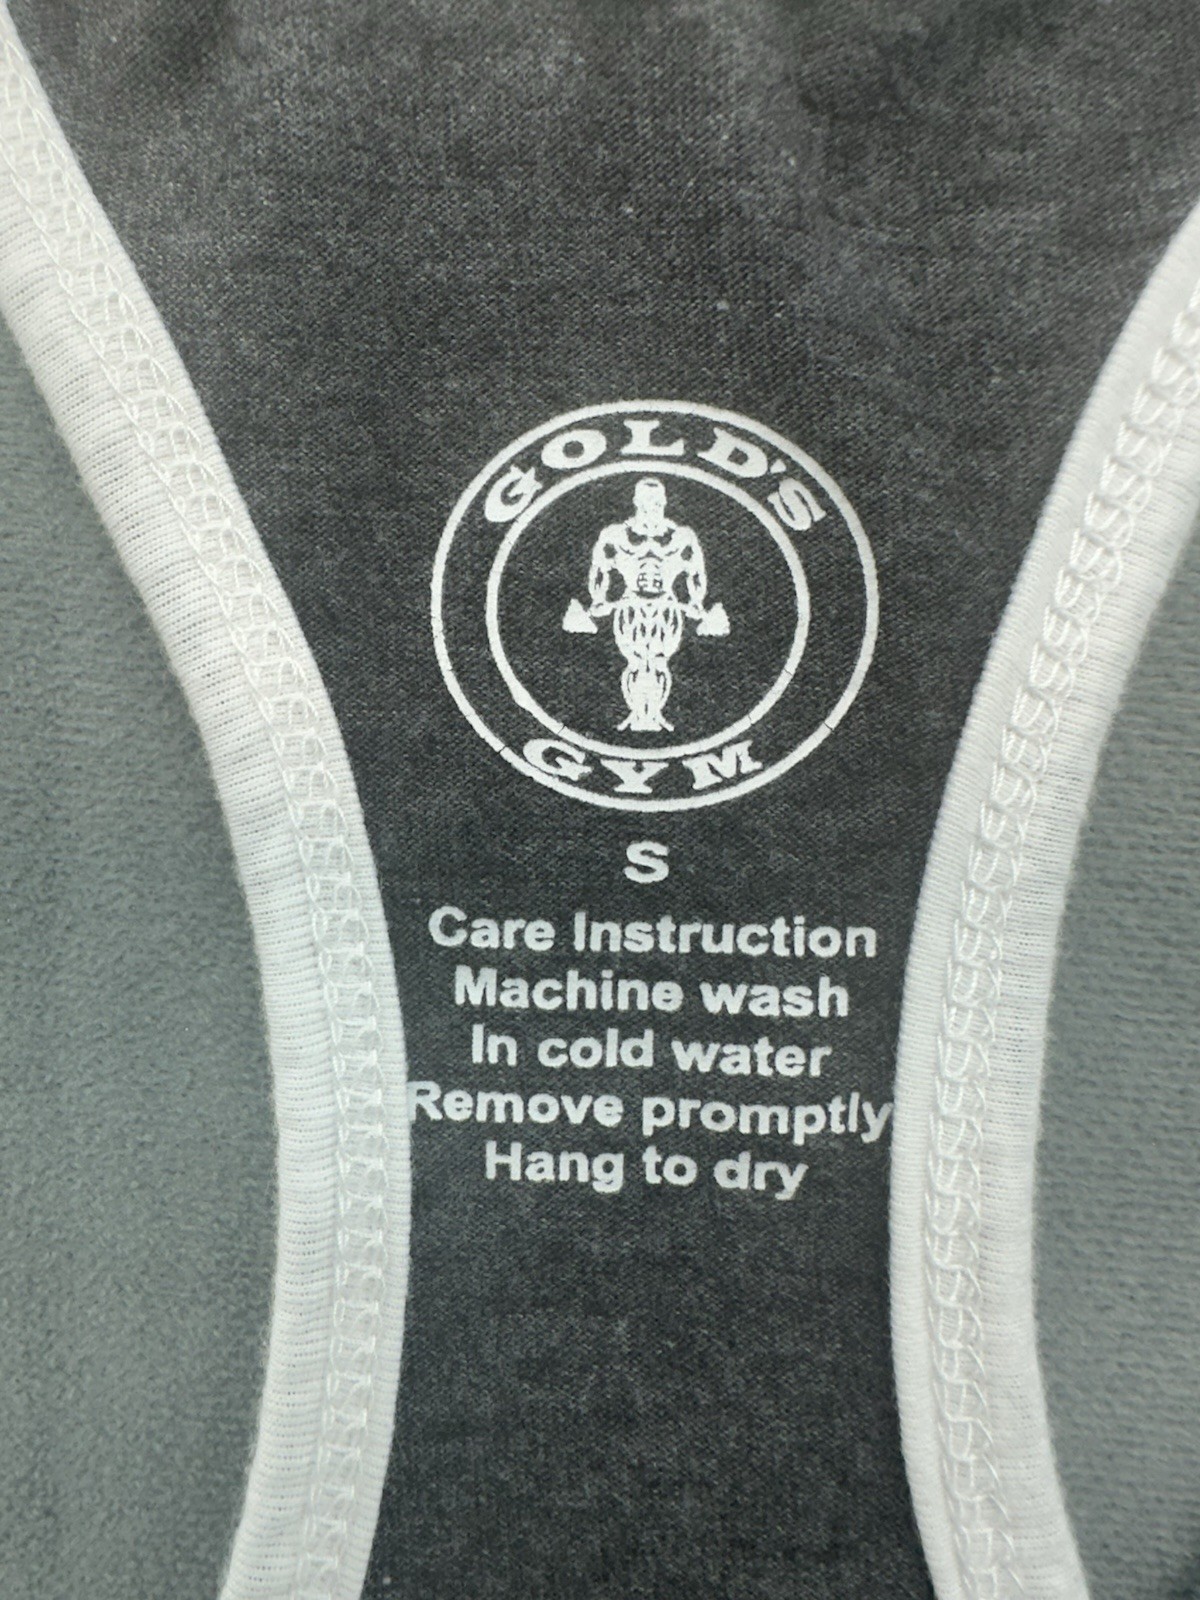 GOLD'S
GYM
S
Care Instruction
Machine wash
In cold water
Remove promptly
Hang to dry